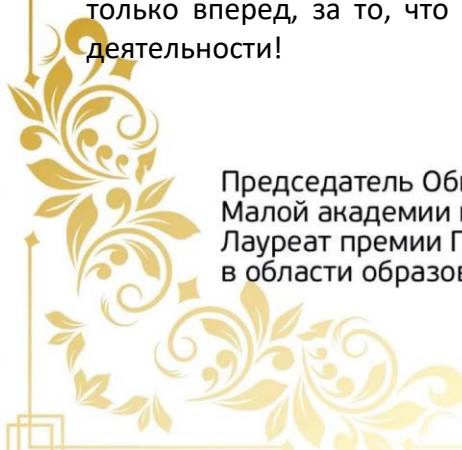 только вперед, за то, что
деятельности!
Председатель
Малой академии
Лауреат премии
в области